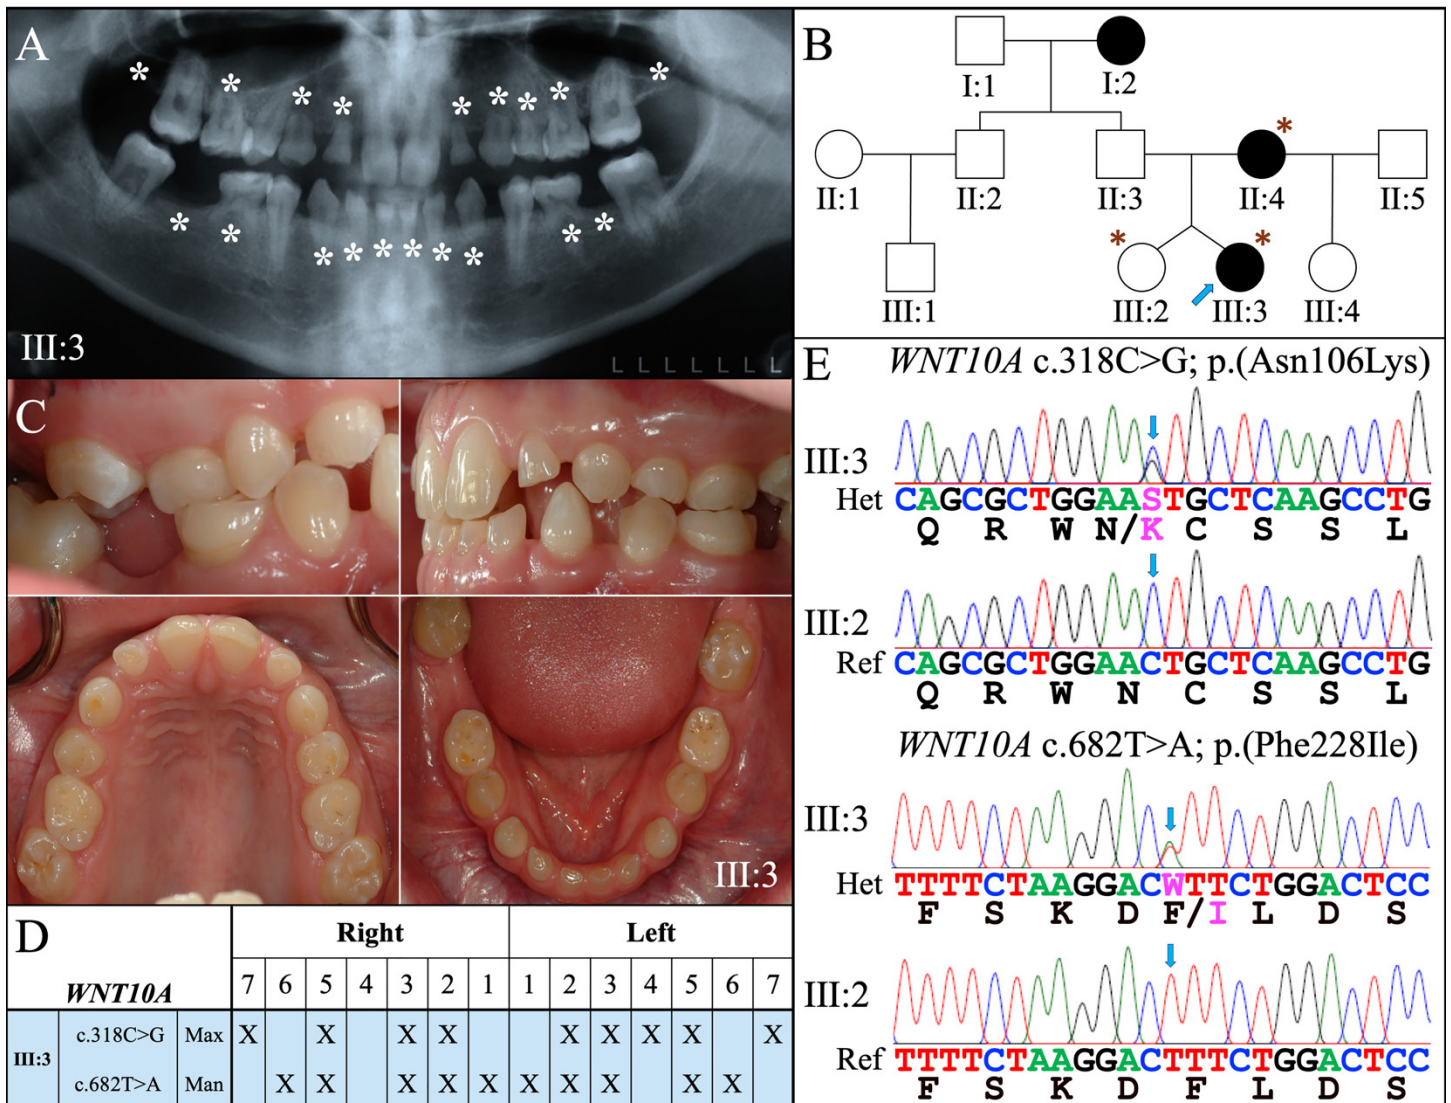 A
* * * * * * * * *
* * * * * * * * * *
III:3
L L L L L L L
B
I:1 I:2
* II:1 II:2 II:3 II:4 II:5
* * III:1 III:2 III:3 III:4
C
III:3
D
Right Left
WNT10A 7 6 5 4 3 2 1 1 2 3 4 5 6 7
III:3 c.318C>G Max X X X X X X X X X
c.682T>A Man X X X X X X X X X X
E
WNT10A c.318C>G; p.(Asn106Lys)
III:3
Het CAGCGCTGGAASTGCTCAAGCCTG
Q R W N/K C S S L
III:2
Ref CAGCGCTGGAACTGCTCAAGCCTG
Q R W N C S S L
WNT10A c.682T>A; p.(Phe228Ile)
III:3
Het TTTTCTAAGGACWTTCTGGACTCC
F S K D F/I L D S
III:2
Ref TTTTCTAAGGACTTTCTGGACTCC
F S K D F L D S